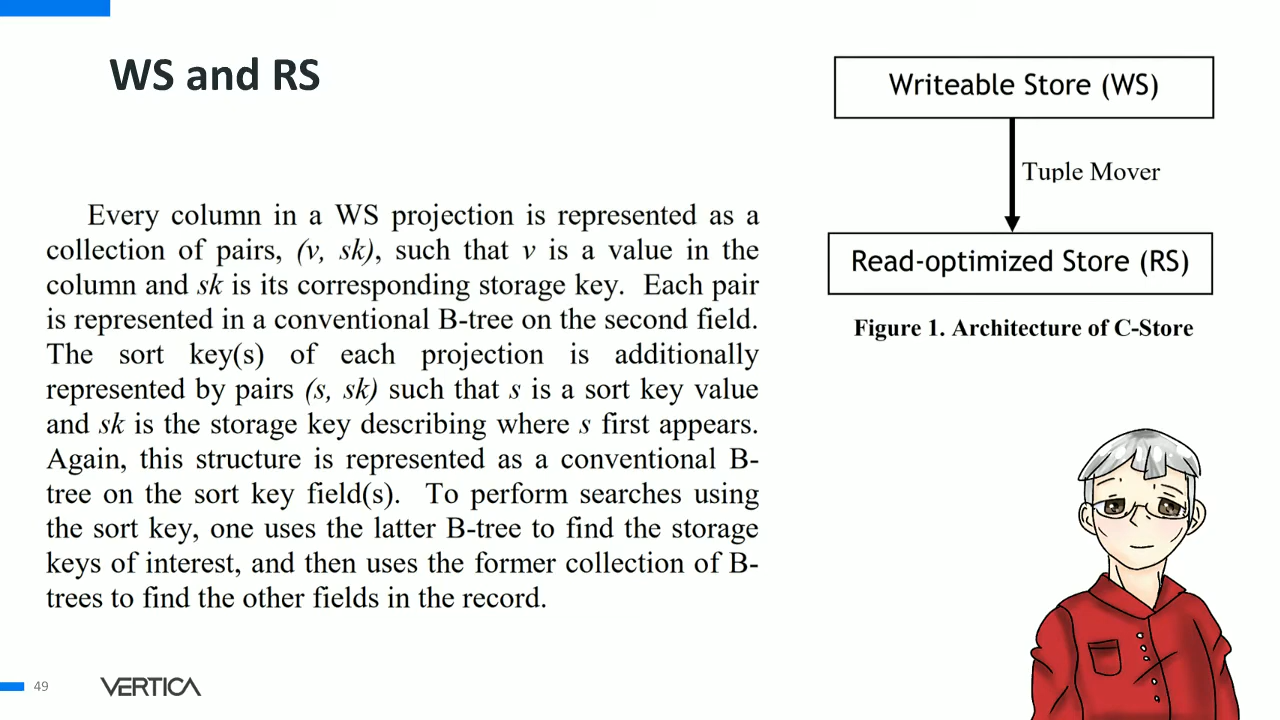 WS and RS
Writeable Store (WS)
Tuple Mover
Read-optimized Store (RS)
Figure 1. Architecture of C-Store
Every column in a WS projection is represented as a
collection of pairs, (v, sk), such that v is a value in the
column and sk is its corresponding storage key. Each pair
is represented in a conventional B-tree on the second field.
The sort key(s) of each projection is additionally
represented by pairs (s, sk) such that s is a sort key value
and sk is the storage key describing where s first appears.
Again, this structure is represented as a conventional B-
tree on the sort key field(s). To perform searches using
the sort key, one uses the latter B-tree to find the storage
keys of interest, and then uses the former collection of B-
trees to find the other fields in the record.
49
VERTICA